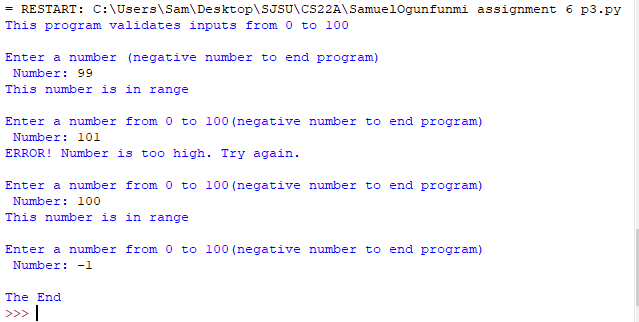 = RESTART: C:\Users\Sam\Desktop\SJSU\CS22A\SamuelOgunfunmi assignment 6 p3.py
This program validates inputs from 0 to 100
Enter a number (negative number to end program)
Number: 99
This number is in range
Enter a number from 0 to 100(negative number to end program)
Number: 101
ERROR! Number is too high. Try again.
Enter a number from 0 to 100(negative number to end program)
Number: 100
This number is in range
Enter a number from 0 to 100(negative number to end program)
Number: -1
The End
>>>